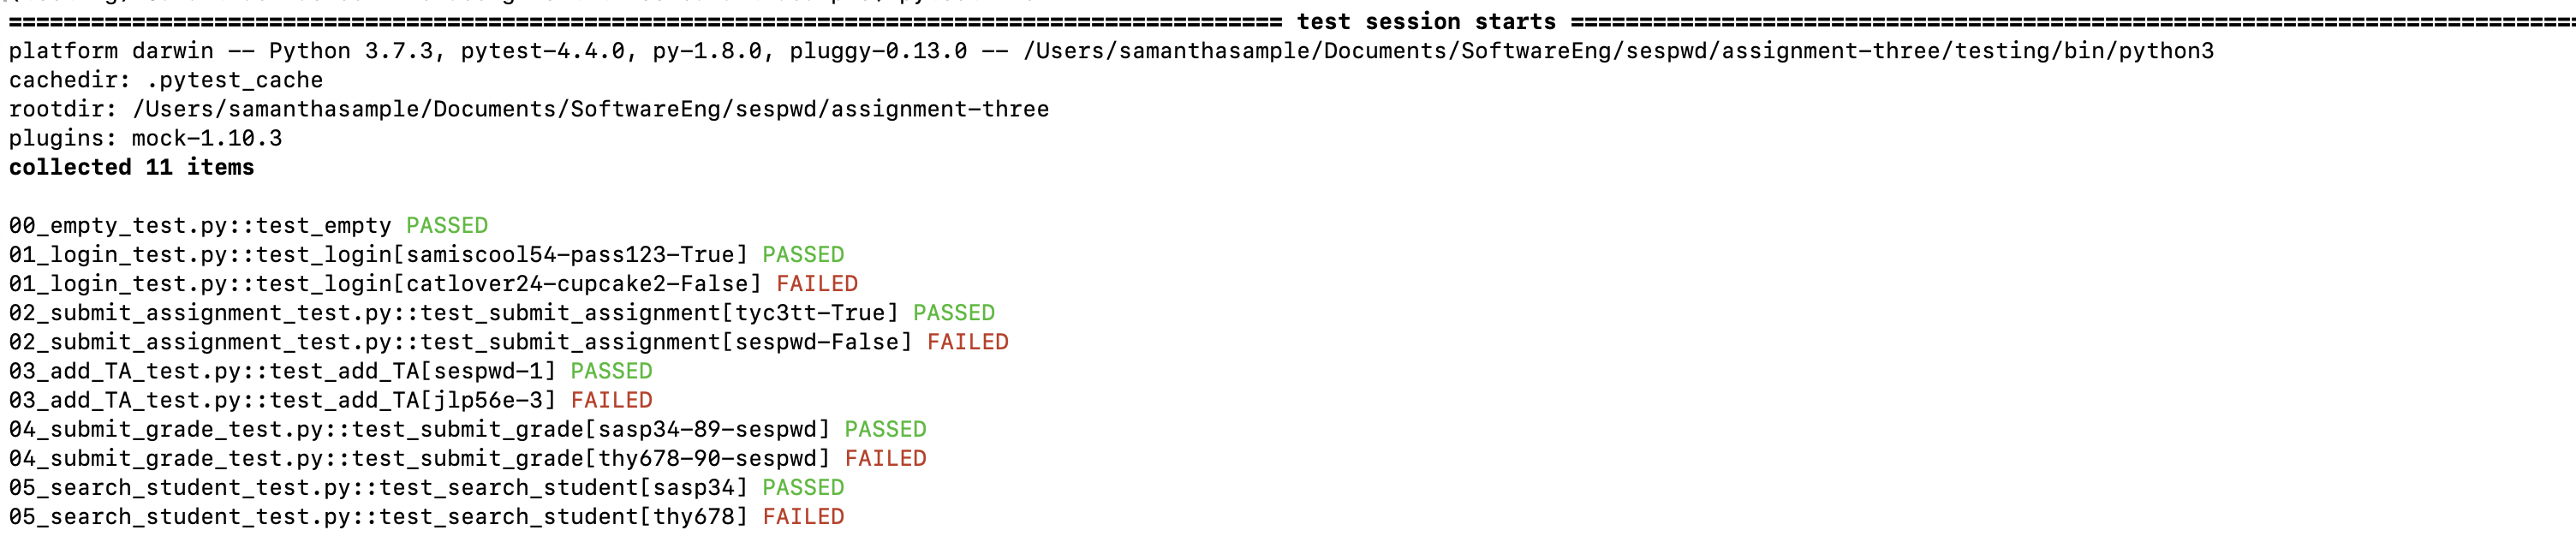 ============================================================================================= test session starts ==========================================================================
platform darwin -- Python 3.7.3, pytest-4.4.0, py-1.8.0, pluggy-0.13.0 -- /Users/samanthasample/Documents/SoftwareEng/sespwd/assignment-three/testing/bin/python3
cachedir: .pytest_cache
rootdir: /Users/samanthasample/Documents/SoftwareEng/sespwd/assignment-three
plugins: mock-1.10.3
collected 11 items
00_empty_test.py::test_empty PASSED
01_login_test.py::test_login[samiscool54-pass123-True] PASSED
01_login_test.py::test_login[catlover24-cupcake2-False] FAILED
02_submit_assignment_test.py::test_submit_assignment[tyc3tt-True] PASSED
02_submit_assignment_test.py::test_submit_assignment[sespwd-False] FAILED
03_add_TA_test.py::test_add_TA[sespwd-1] PASSED
03_add_TA_test.py::test_add_TA[jlp56e-3] FAILED
04_submit_grade_test.py::test_submit_grade[sasp34-89-sespwd] PASSED
04_submit_grade_test.py::test_submit_grade[thy678-90-sespwd] FAILED
05_search_student_test.py::test_search_student[sasp34] PASSED
05_search_student_test.py::test_search_student[thy678] FAILED